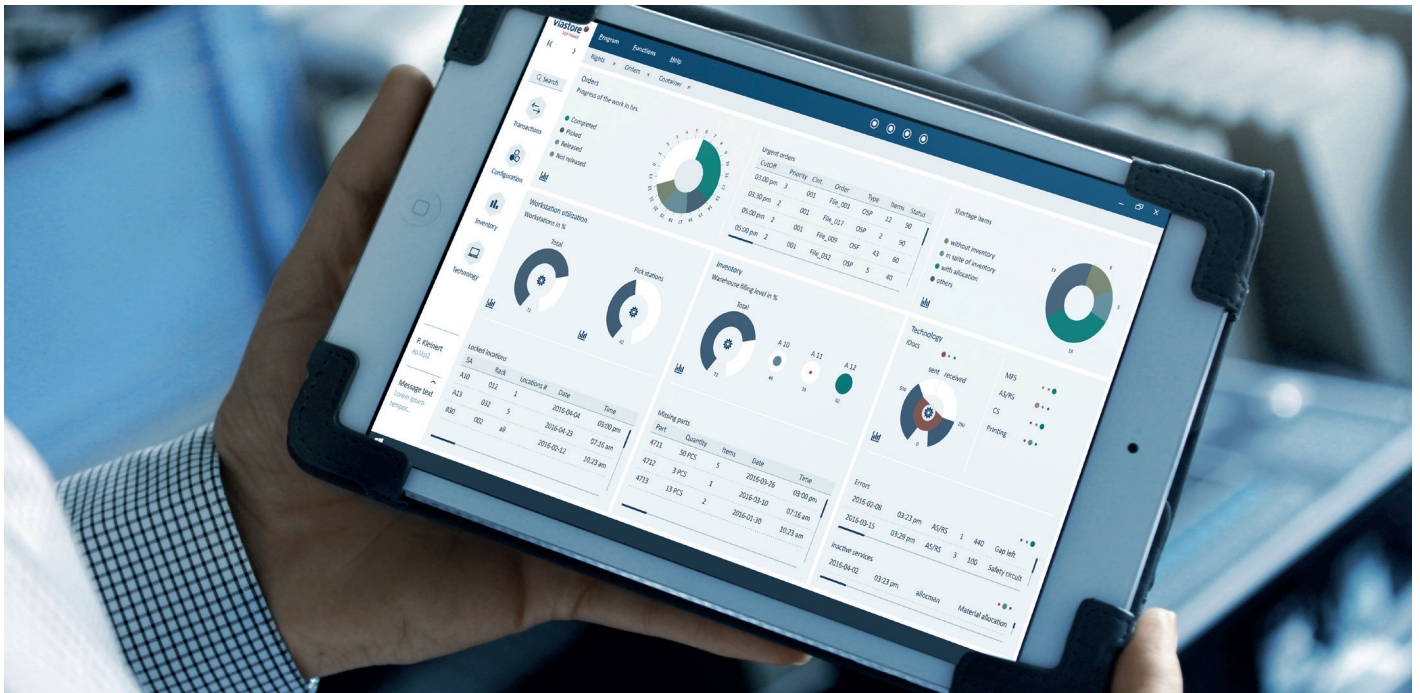 viastore
SOFTWARE
Program Functions Help
Rights Orders Container
Search
Transactions
Configuration
Inventory
Technology
P. Kleinert
Message text
Lorem ipsum
tempor...
Orders
Progress of the work in hrs.
Completed
Picked
Released
Not released
Urgent orders
CutOff Priority Clnt. Order Type Items Status
03:00 pm 3 001 File_001 OSP 12 90
03:30 pm 2 001 File_017 OSP 2 90
05:00 pm 2 001 File_009 OSF 43 60
05:00 pm 2 001 File_032 OSP 5 40
Shortage items
without inventory
in spite of inventory
with allocation
others
Workstation utilization
Workstations in %
Total
72
Pick stations
42
Inventory
Warehouse filling level in %
Total
72
A 10
A 11
A 12
Technology
iDocs
sent received
MFS
AS/RS
CS
Printing
Locked locations
SA Rack Locations # Date Time
A10 012 1 2016-04-04 03:00 pm
A13 032 5 2016-04-23 07:16 am
B30 002 all 2016-02-12 10:23 am
Missing parts
Part Quantity Items Date Time
4711 50 PCS 5 2016-03-26 03:00 pm
4712 3 PCS 1 2016-03-10 07:16 am
4713 13 PCS 2 2016-01-30 10:23 am
Errors
2016-02-08 03:23 pm AS/RS 1 440 Gap left
2016-03-15 03:29 pm AS/RS 3 100 Safety circuit
Inactive services
2016-04-02 03:23 pm allocman Material allocation